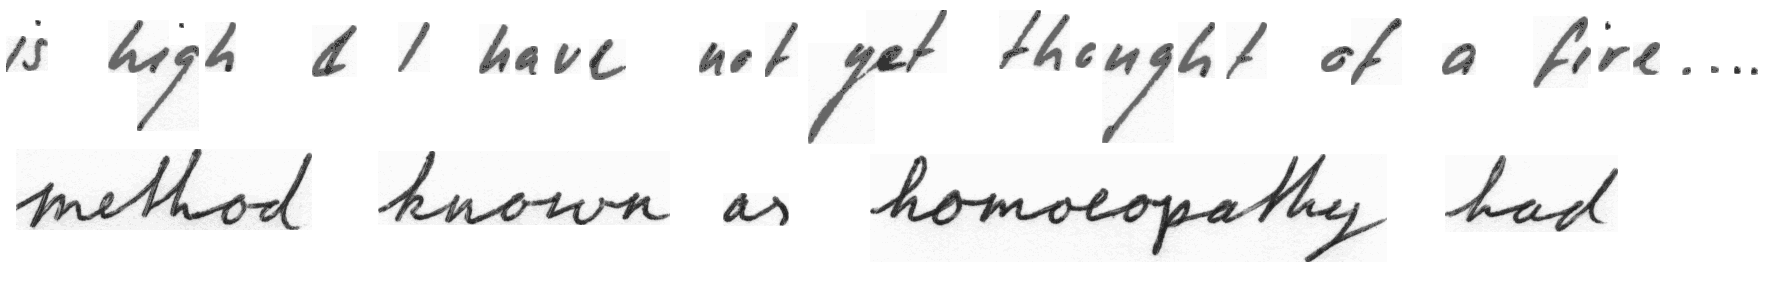 is high & I have not yet thought of a fire....
method known as homoeopathy had